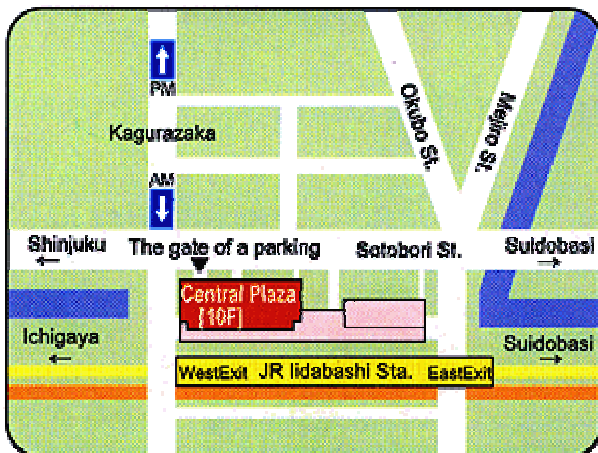 PM
Okubo St.
Mejiro St.
Kagurazaka
AM
Shinjuku
The gate of a parking
Sotobori St.
Suidobasi
Central Plaza
{10F}
Ichigaya
Suidobasi
WestExit
JR Iidabashi Sta.
EastExit